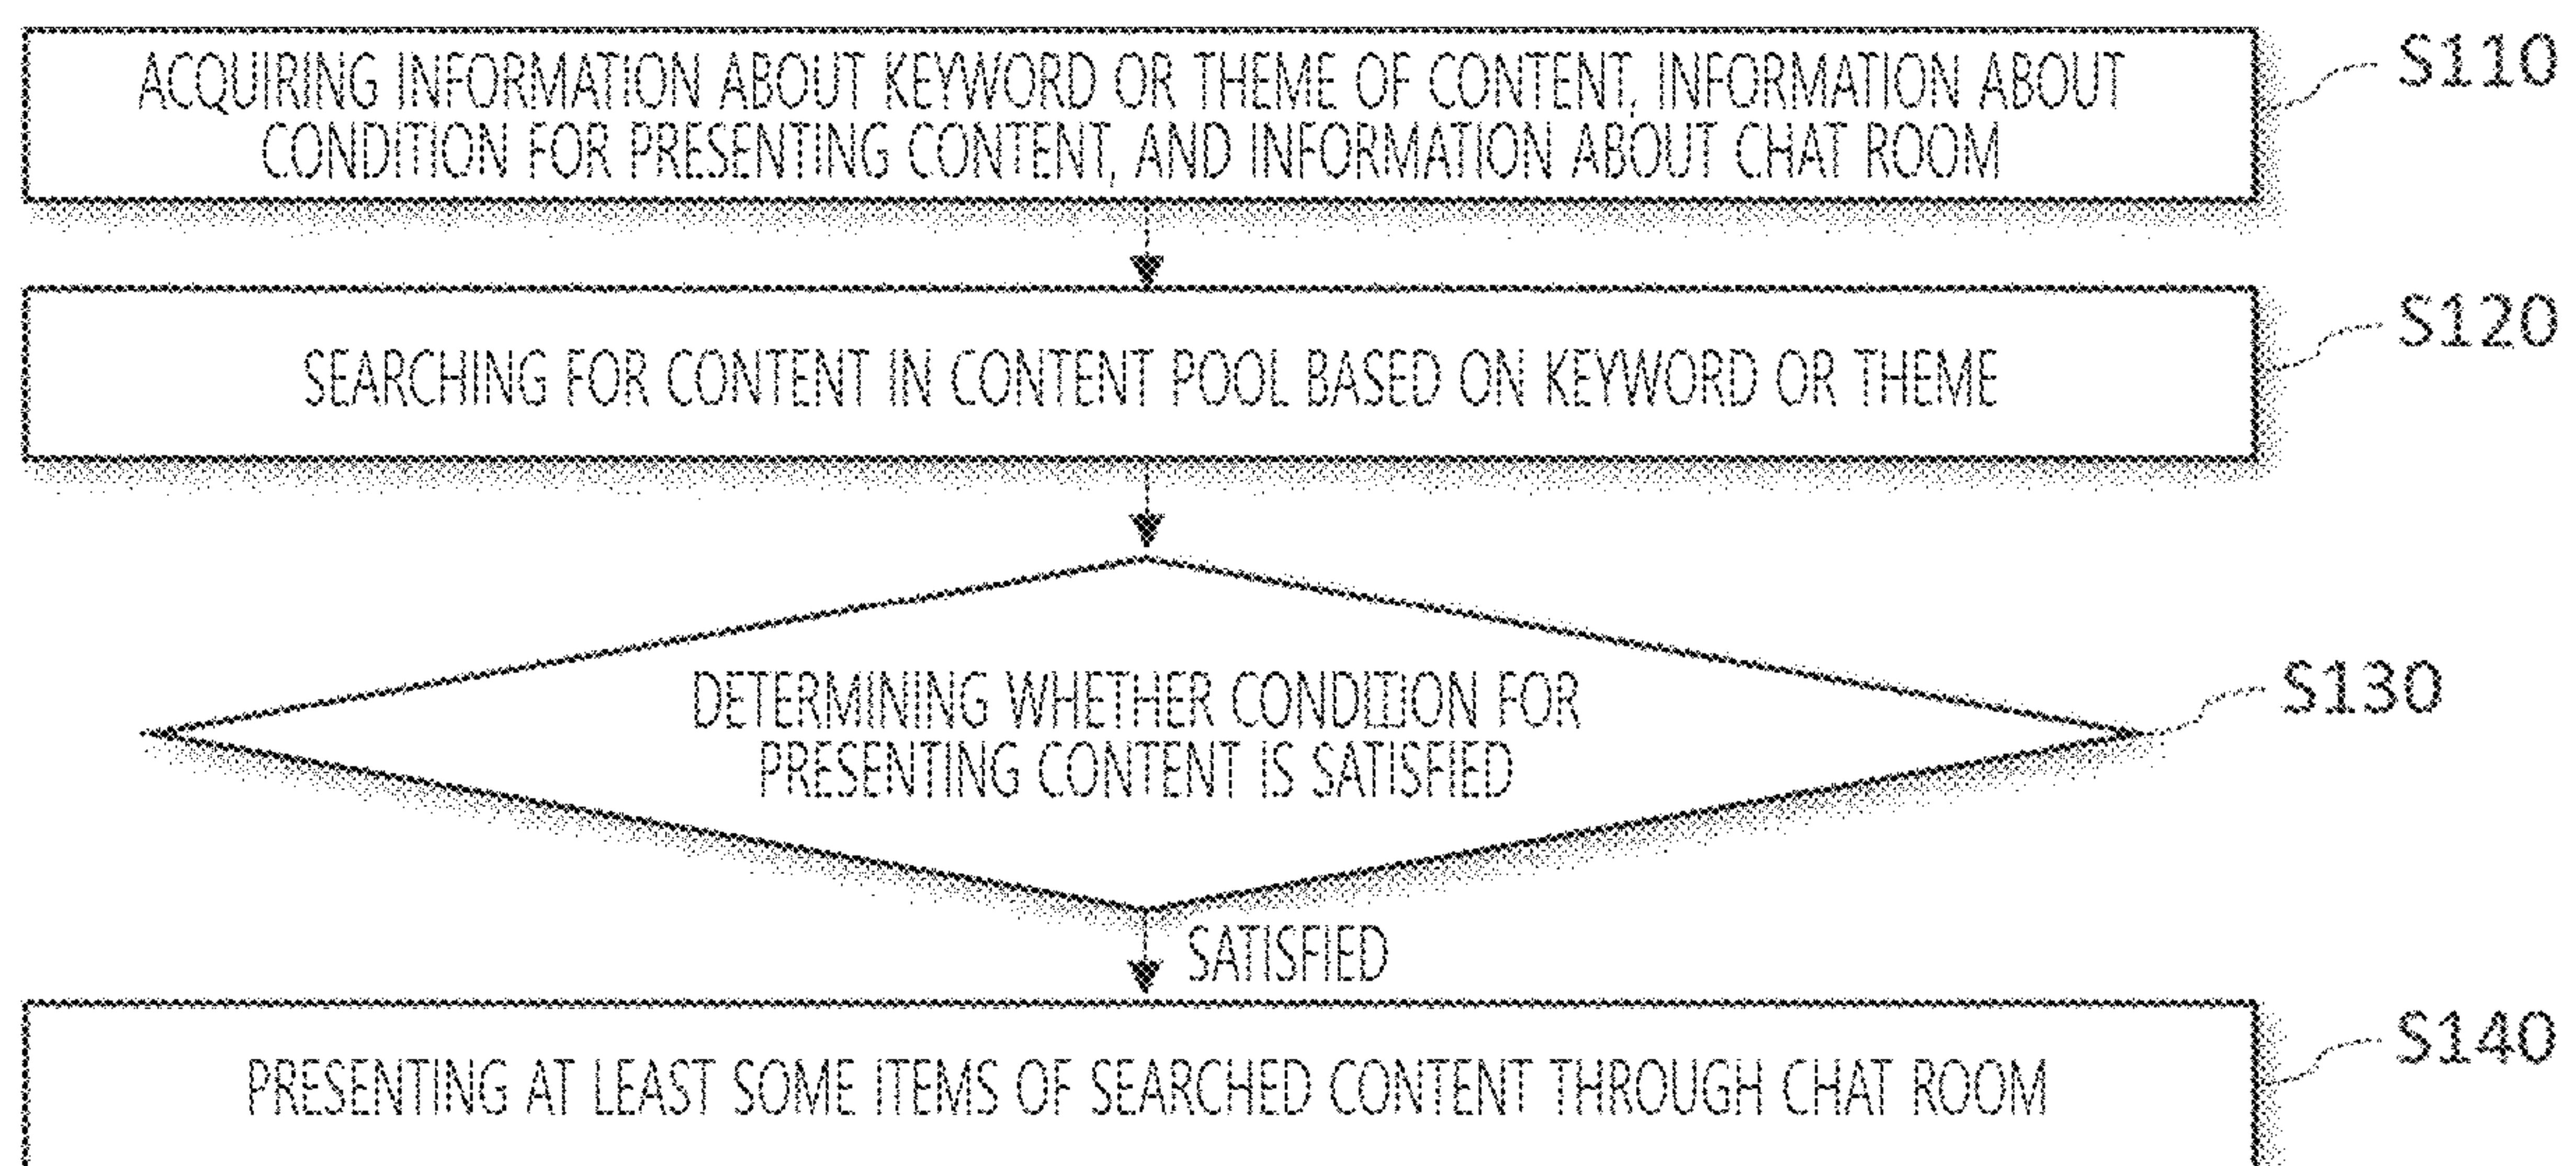 ACQUIRING INFORMATION ABOUT KEYWORD OR THEME OF CONTENT, INFORMATION ABOUT
CONDITION FOR PRESENTING CONTENT, AND INFORMATION ABOUT CHAT ROOM
S110
SEARCHING FOR CONTENT IN CONTENT POOL BASED ON KEYWORD OR THEME
S120
DETERMINING WHETHER CONDITION FOR
PRESENTING CONTENT IS SATISFIED
S130
SATISFIED
PRESENTING AT LEAST SOME ITEMS OF SEARCHED CONTENT THROUGH CHAT ROOM
S140